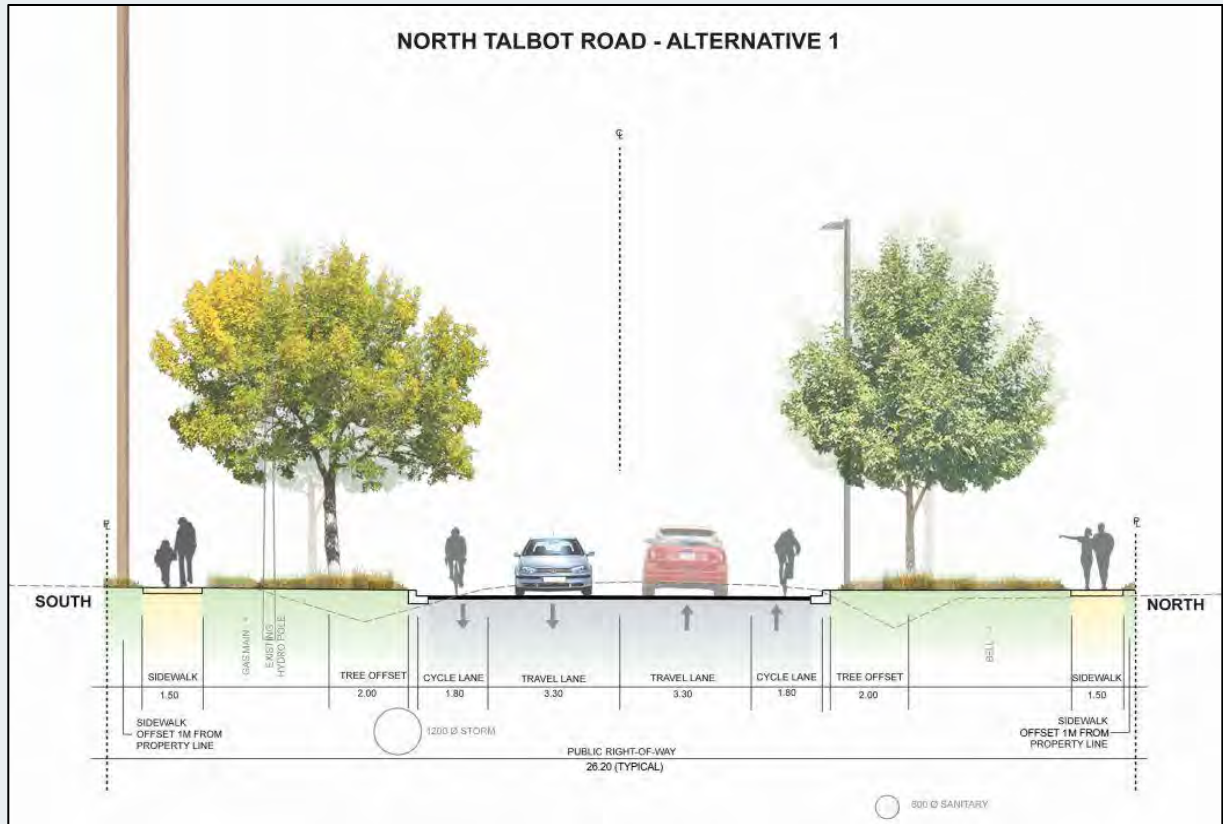 NORTH TALBOT ROAD - ALTERNATIVE 1
SOUTH
NORTH
GAS MAIN
EXISTING
HYDRO POLE
BELL
SIDEWALK
1.50
TREE OFFSET
2.00
CYCLE LANE
1.80
TRAVEL LANE
3.30
TRAVEL LANE
3.30
CYCLE LANE
1.80
TREE OFFSET
2.00
SIDEWALK
1.50
SIDEWALK
OFFSET 1M FROM
PROPERTY LINE
1200 Ø STORM
SIDEWALK
OFFSET 1M FROM
PROPERTY LINE
PUBLIC RIGHT-OF-WAY
26.20 (TYPICAL)
Ø SANITARY